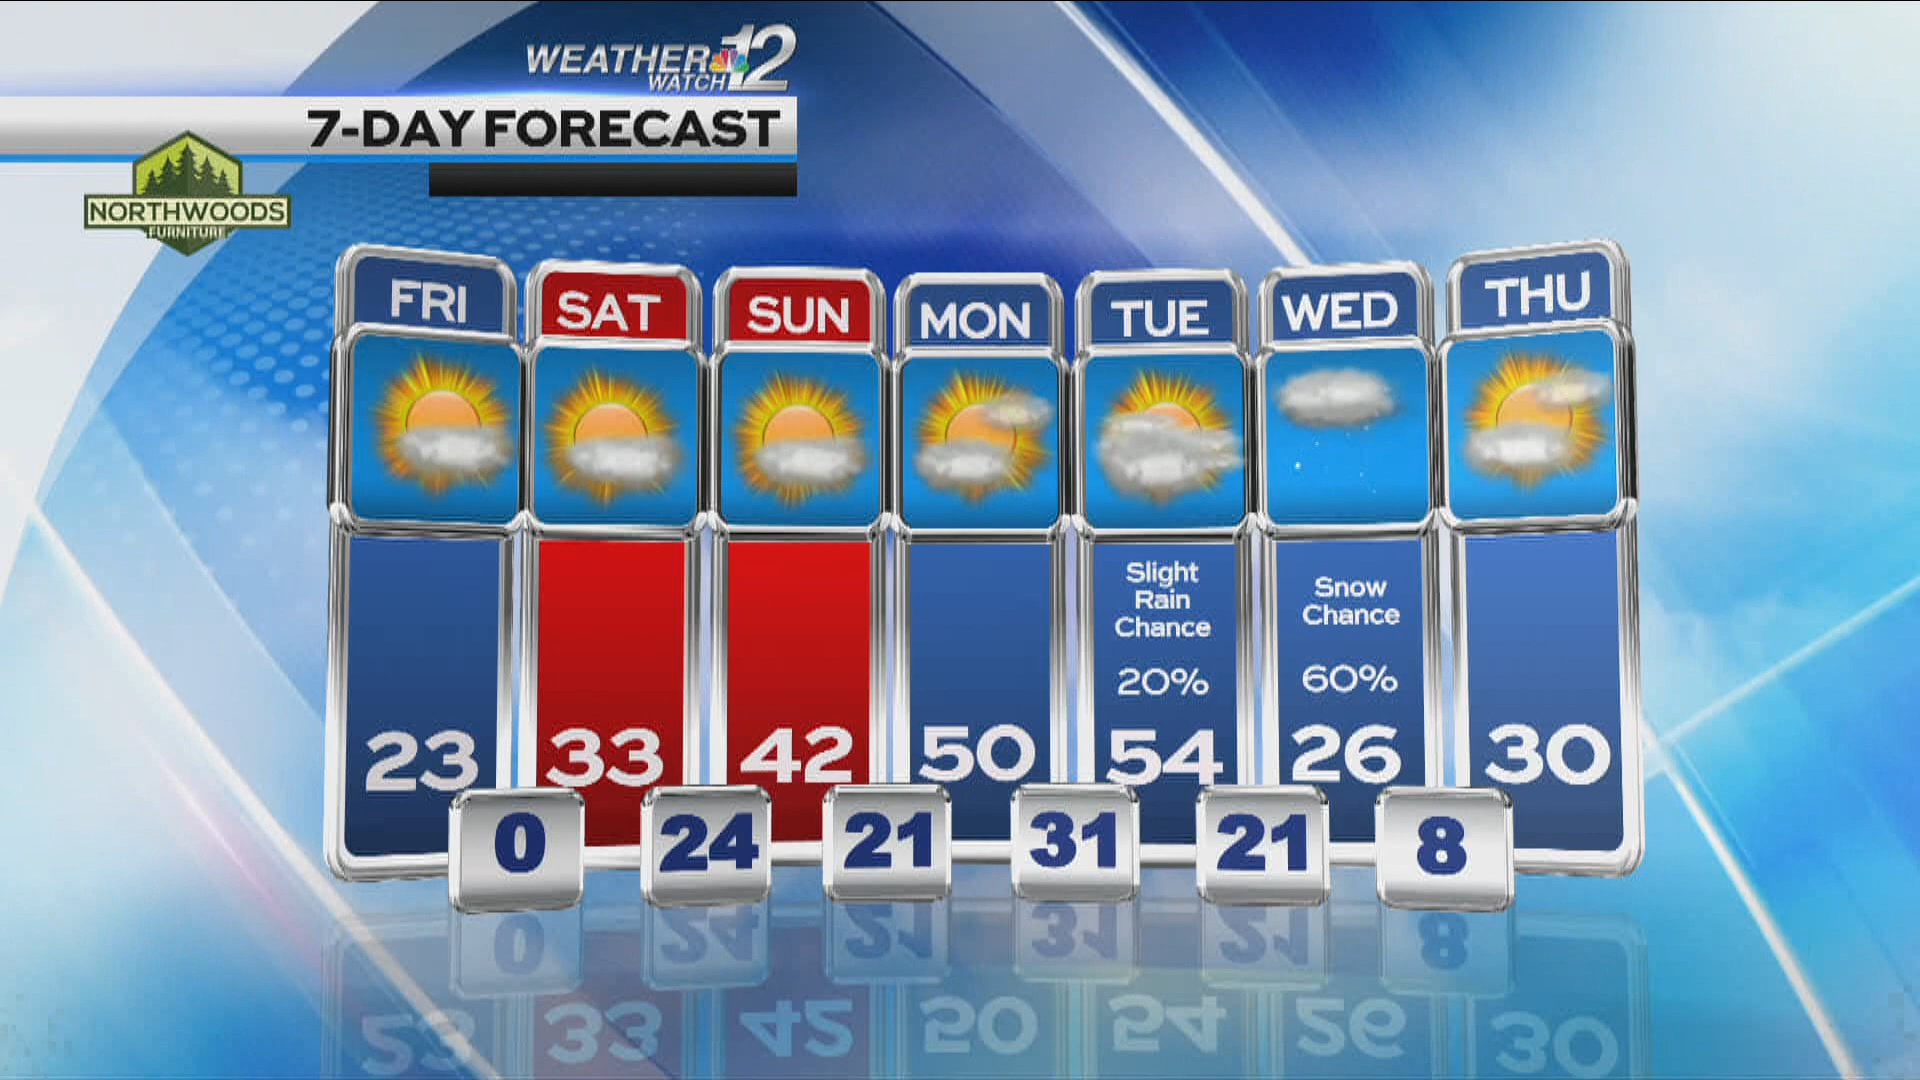 WEATHER 12
WATCH
7-DAY FORECAST
NORTHWOODS
FURNITURE
FRI SAT SUN MON TUE WED THU
Slight
Rain
Chance
20%
Snow
Chance
60%
23 33 42 50 54 26 30
0 24 21 31 21 8